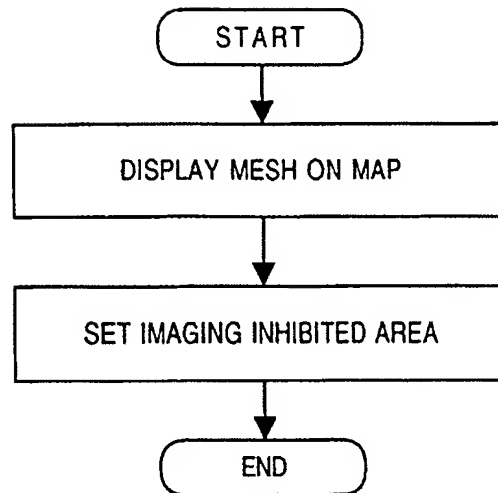 START
DISPLAY MESH ON MAP
SET IMAGING INHIBITED AREA
END